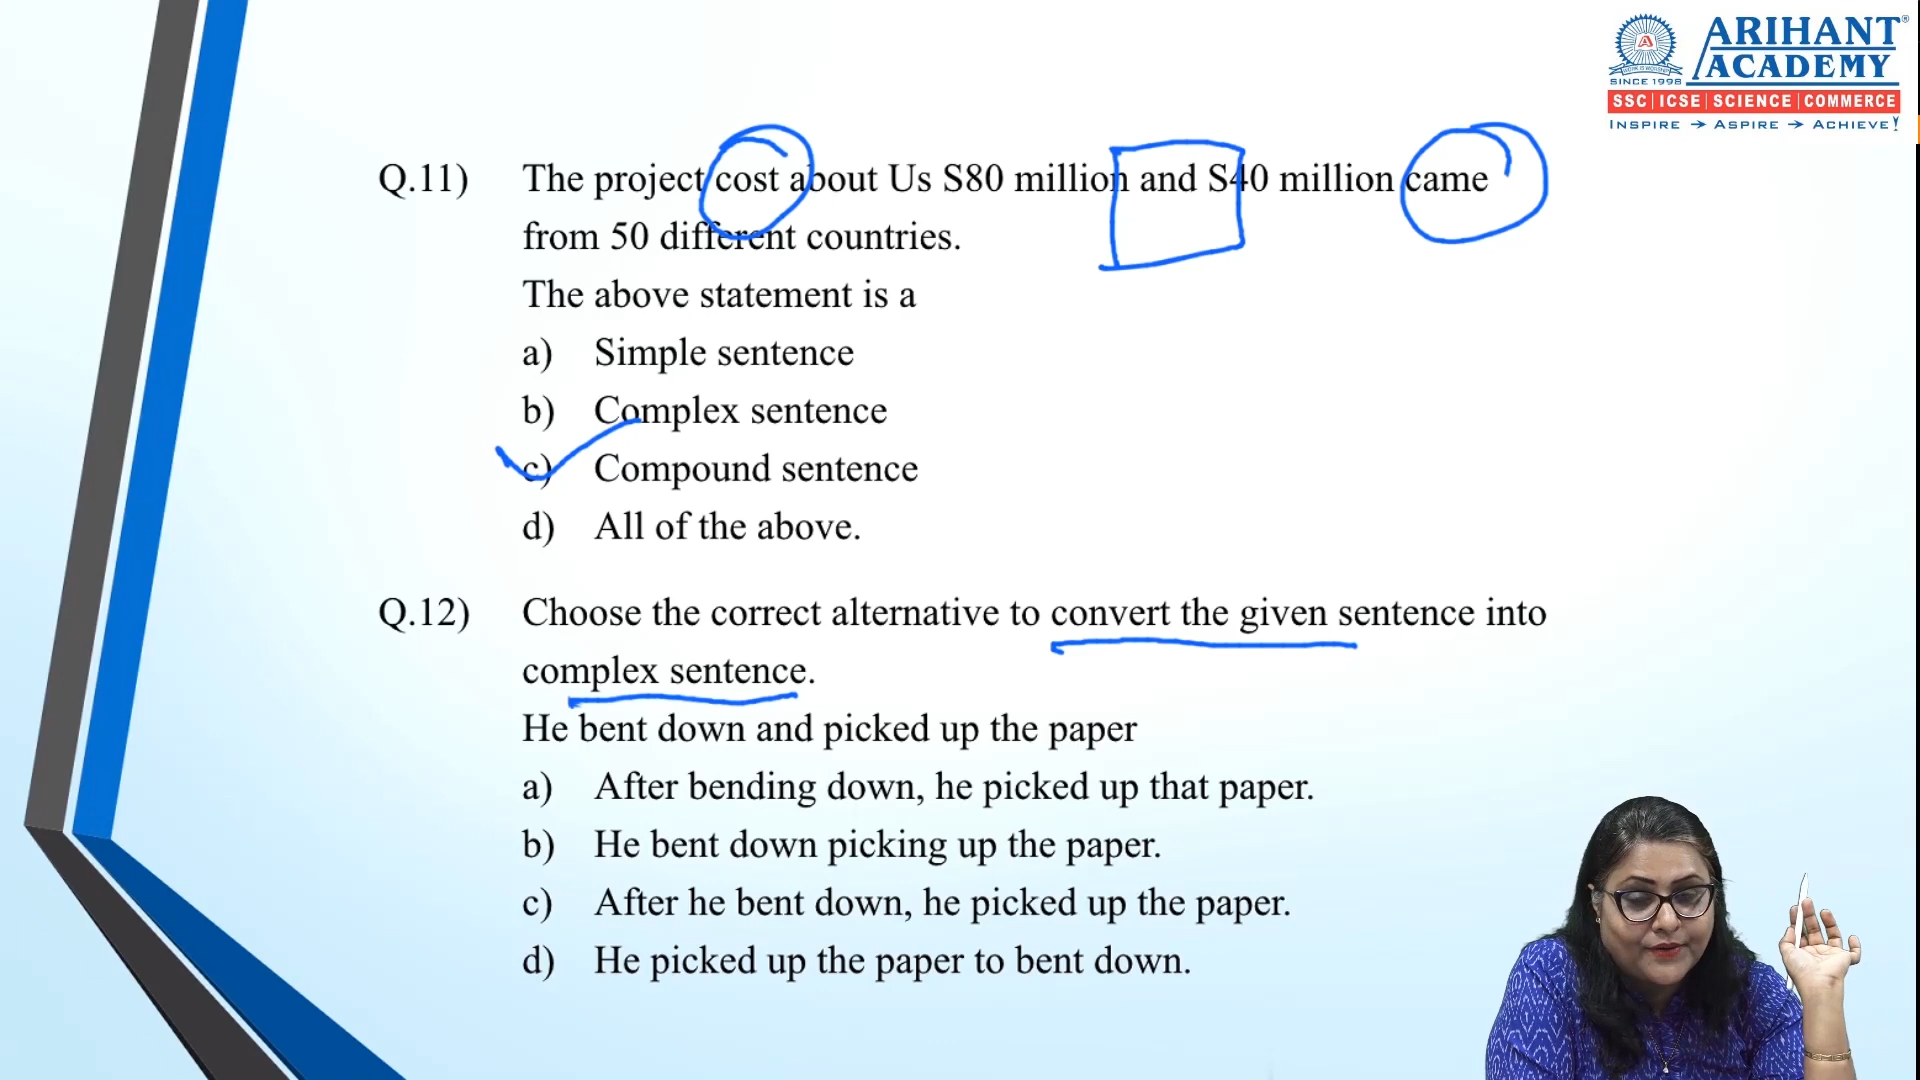 ARIHANT®
ACADEMY
SINCE 1998
SSC | ICSE | SCIENCE | COMMERCE
INSPIRE → ASPIRE → ACHIEVE!
Q.11) The project cost about Us S80 million and S40 million came
from 50 different countries.
The above statement is a
a) Simple sentence
b) Complex sentence
c) Compound sentence
d) All of the above.
Q.12) Choose the correct alternative to convert the given sentence into
complex sentence.
He bent down and picked up the paper
a) After bending down, he picked up that paper.
b) He bent down picking up the paper.
c) After he bent down, he picked up the paper.
d) He picked up the paper to bent down.